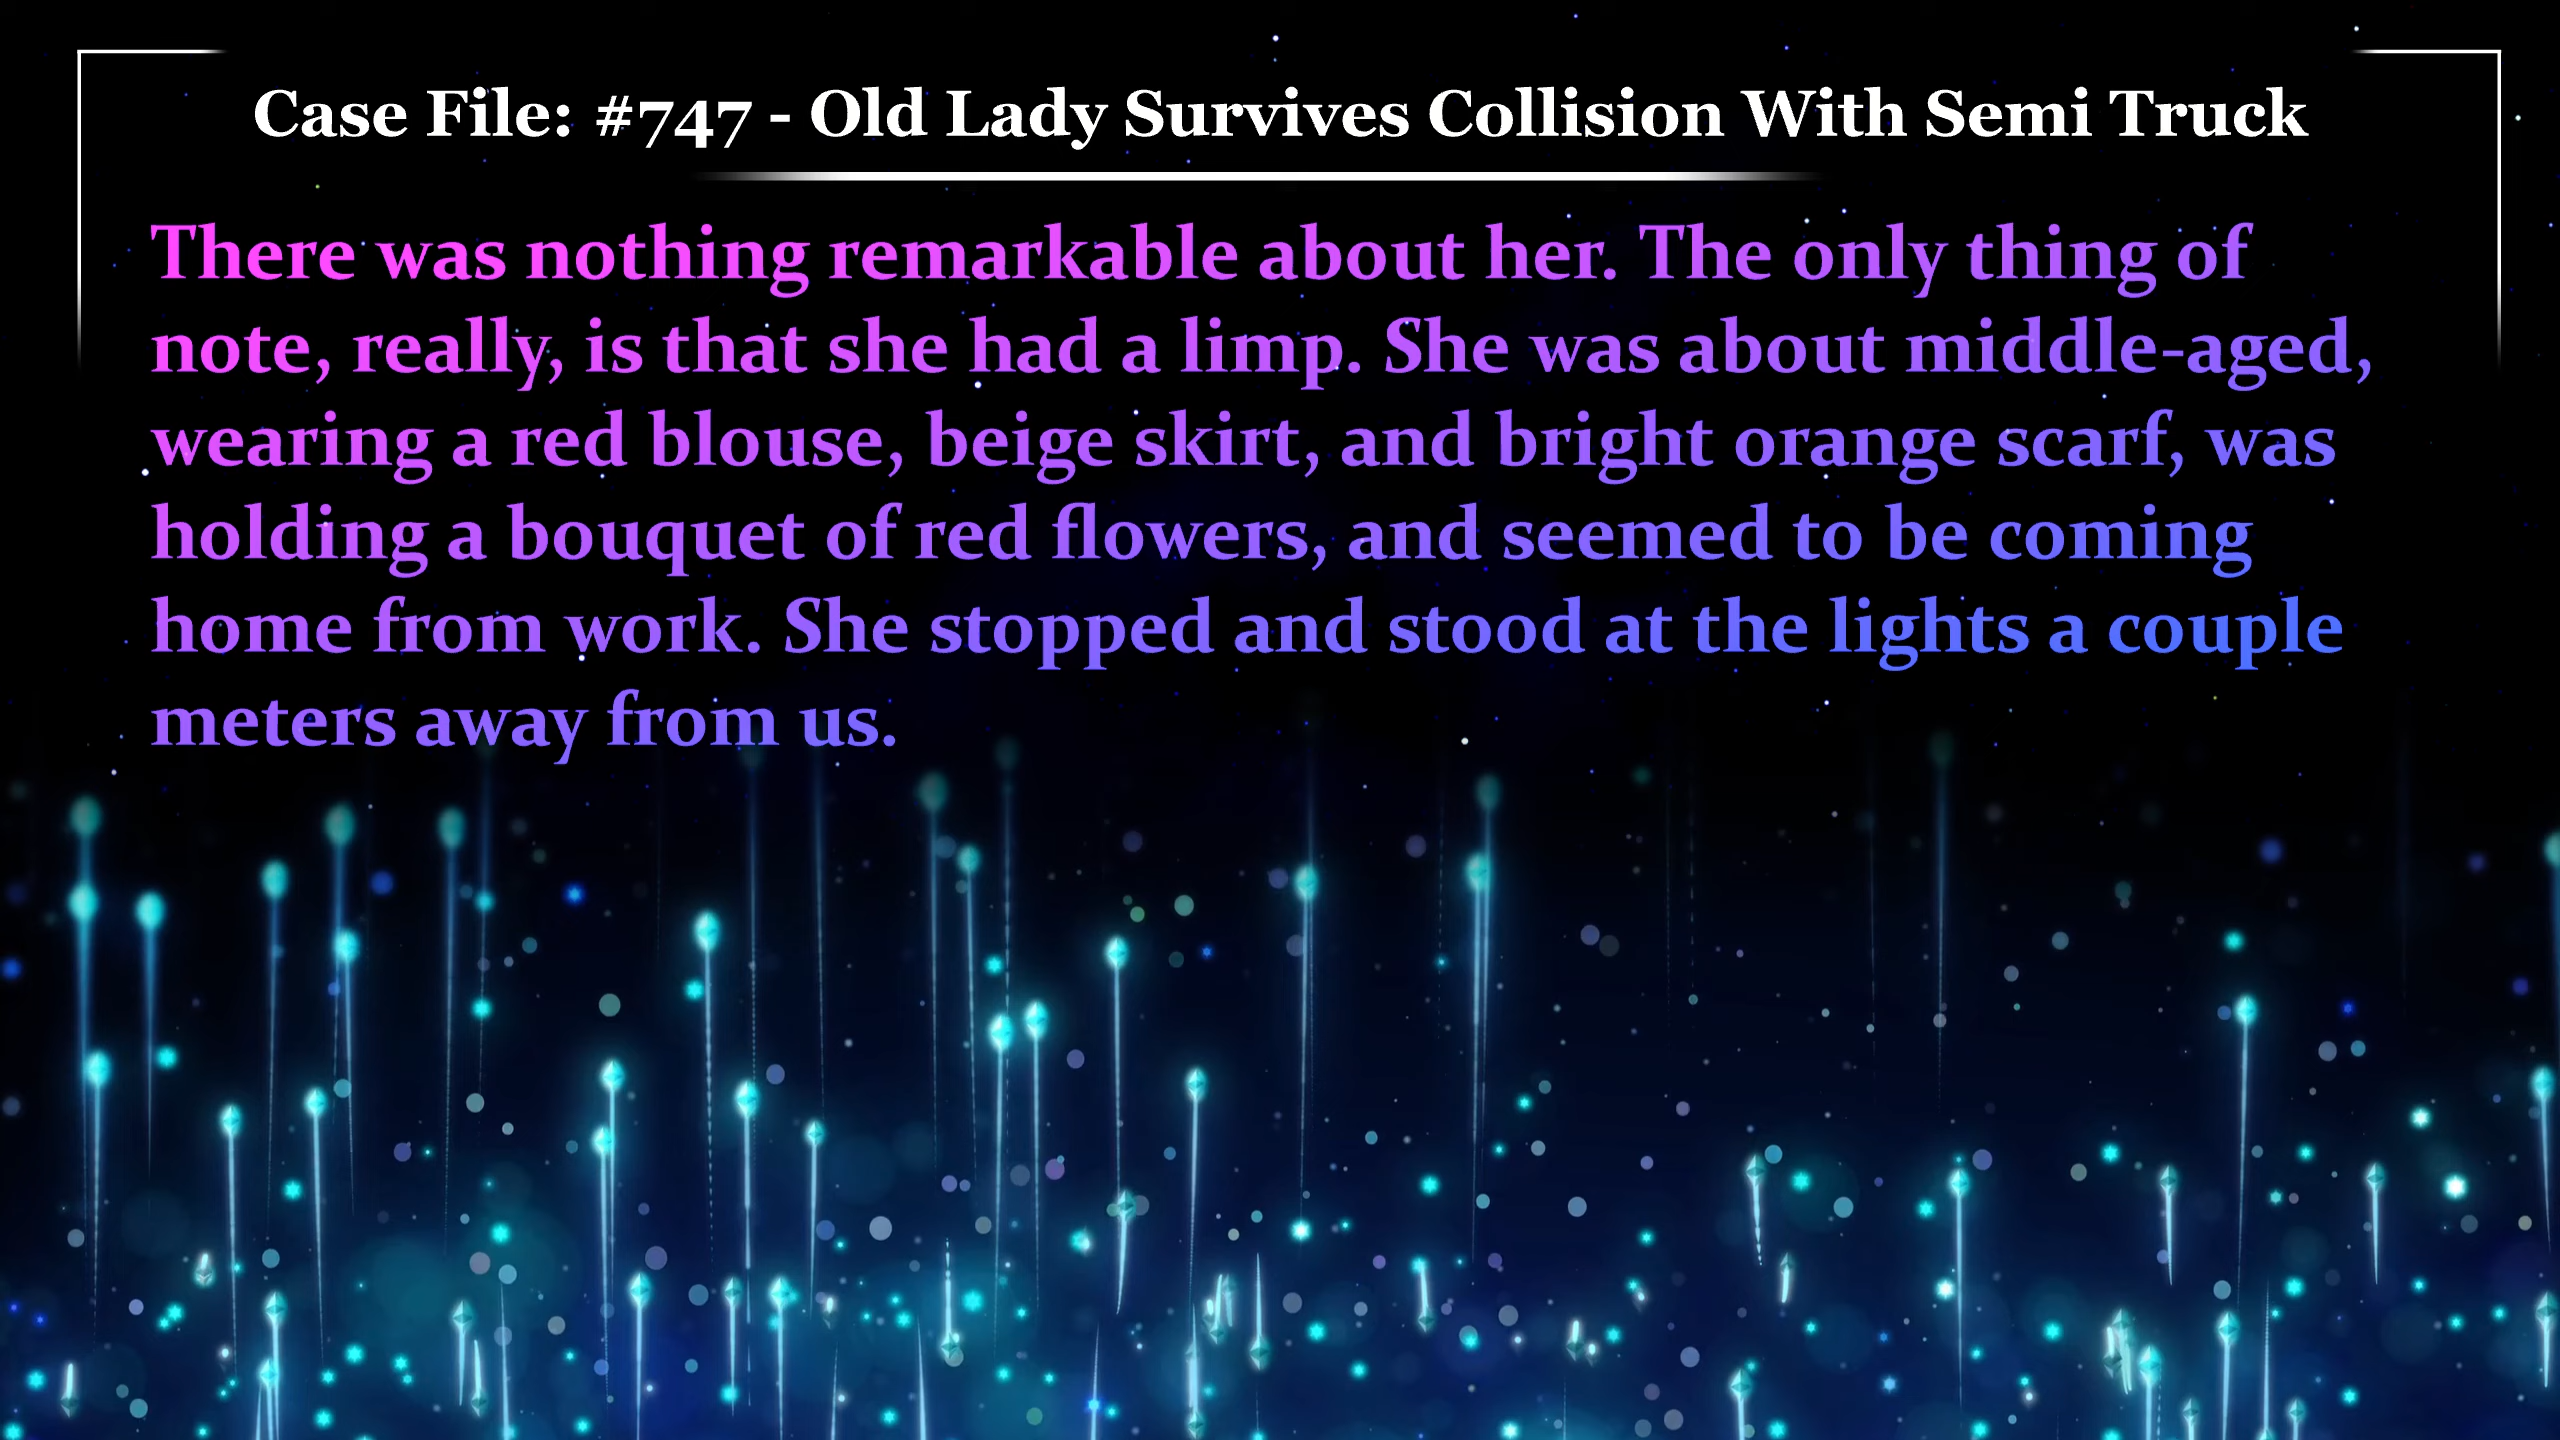 Case File: #747 - Old Lady Survives Collision With Semi Truck
There was nothing remarkable about her. The only thing of
note, really, is that she had a limp. She was about middle-aged,
wearing a red blouse, beige skirt, and bright orange scarf, was
holding a bouquet of red flowers, and seemed to be coming
home from work. She stopped and stood at the lights a couple
meters away from us.